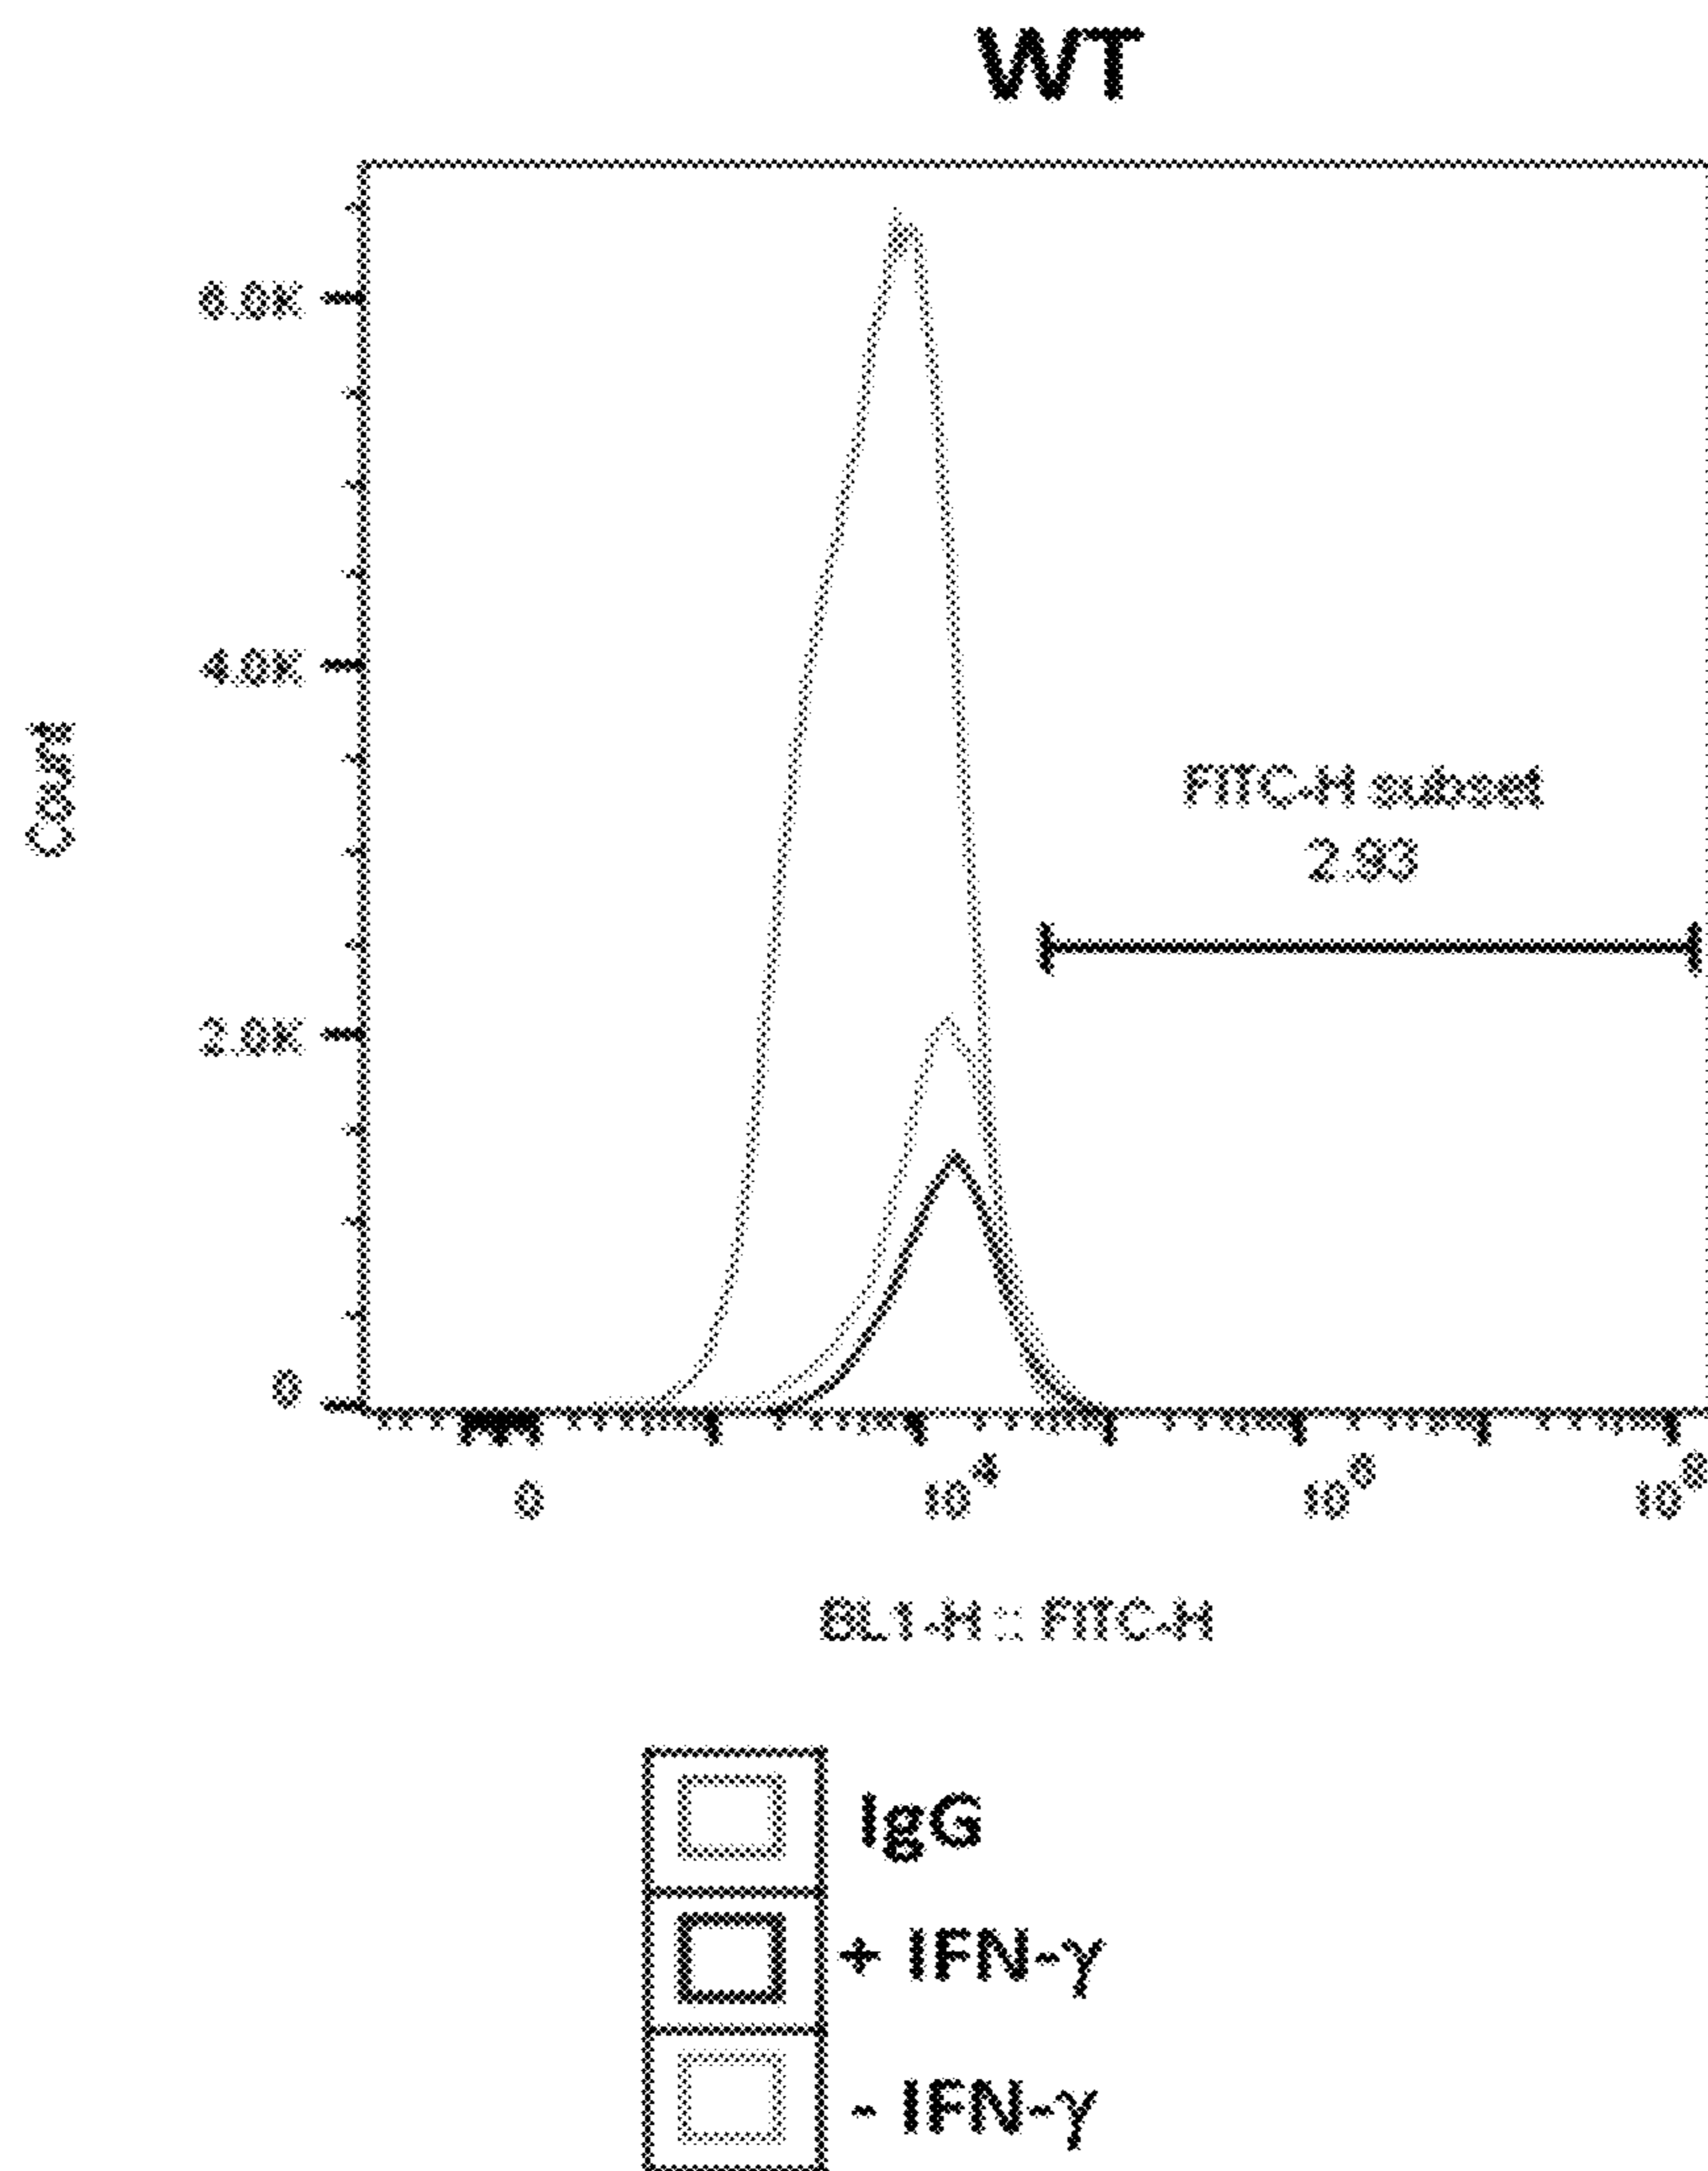 WT
6.0K
4.0K
2.0K
0
Count
FITC-H subset
2.93
0
10^4
10^6
10^8
BL1-H :: FITC-H
IgG
+ IFN-γ
- IFN-γ